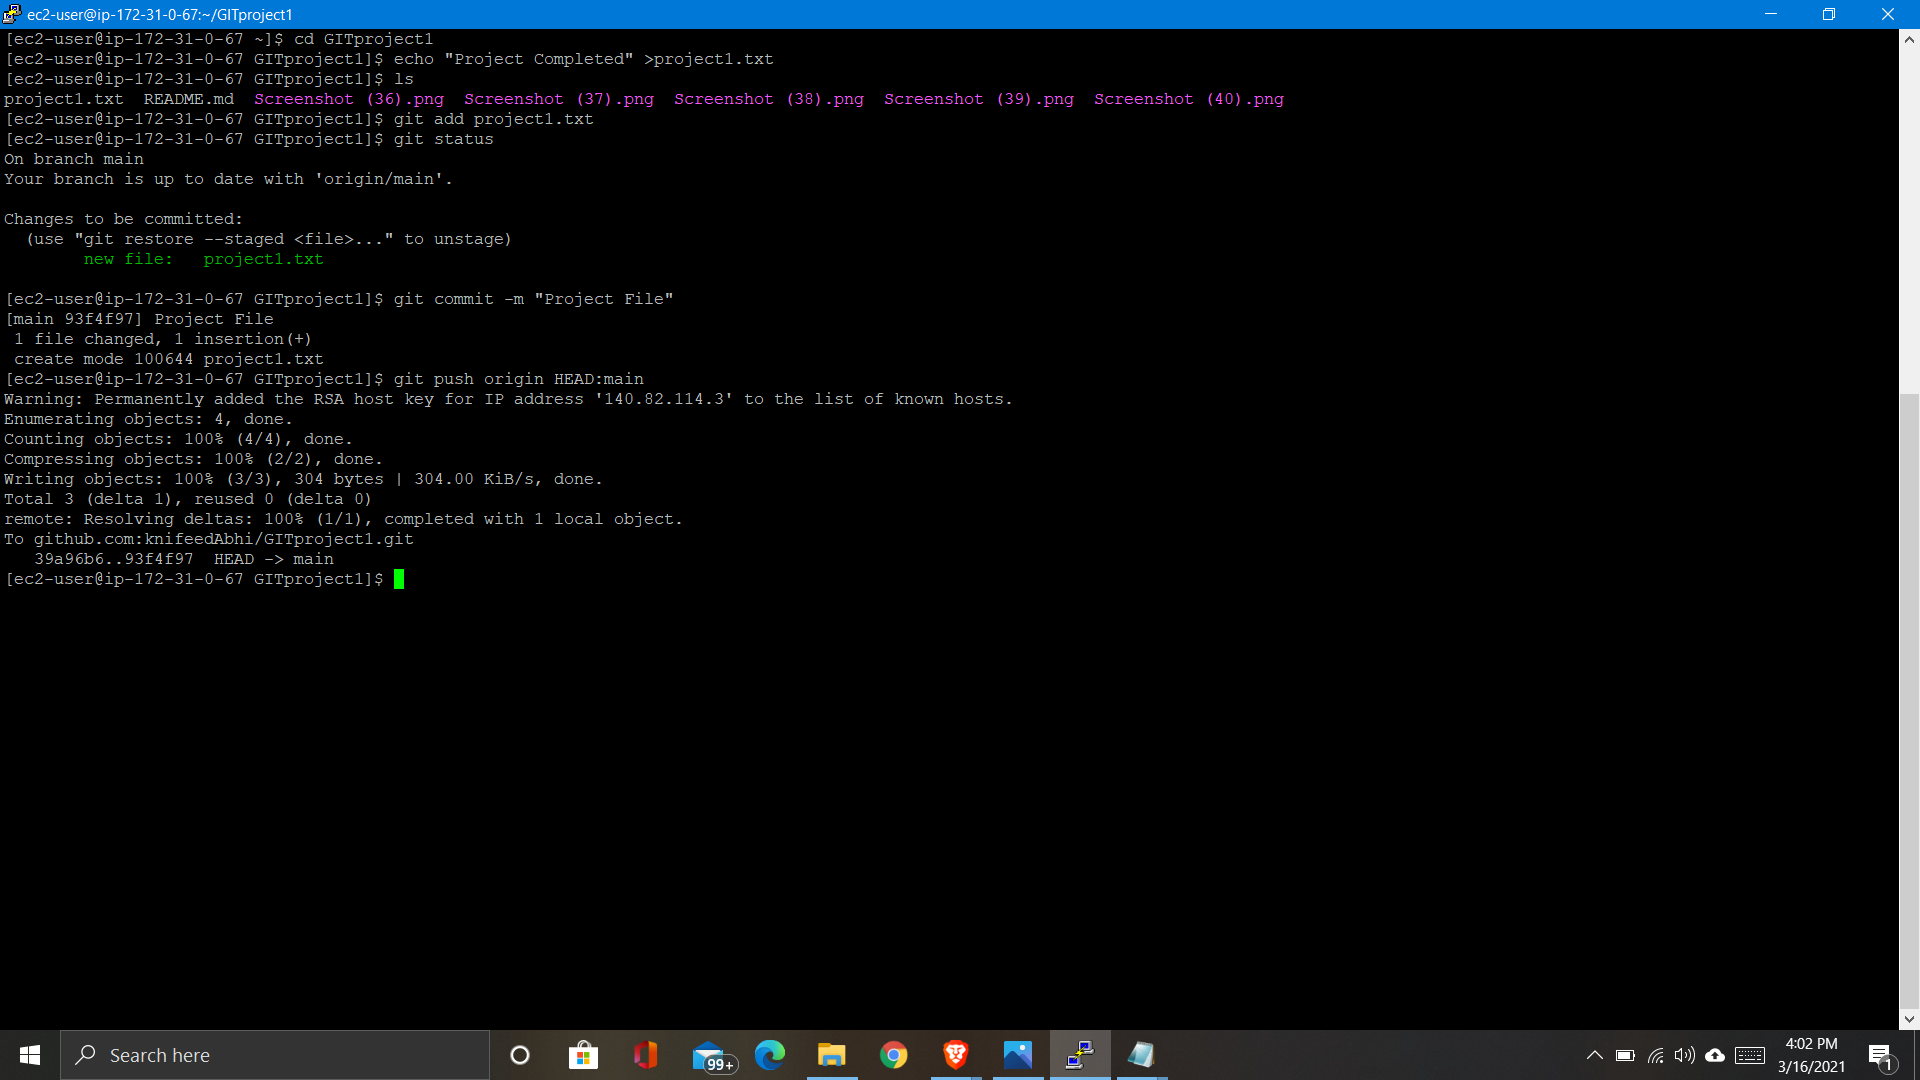 ec2-user@ip-172-31-0-67:~/GITproject1
[ec2-user@ip-172-31-0-67 ~]$ cd GITproject1
[ec2-user@ip-172-31-0-67 GITproject1]$ echo "Project Completed" >project1.txt
[ec2-user@ip-172-31-0-67 GITproject1]$ ls
project1.txt  README.md  Screenshot (36).png  Screenshot (37).png  Screenshot (38).png  Screenshot (39).png  Screenshot (40).png
[ec2-user@ip-172-31-0-67 GITproject1]$ git add project1.txt
[ec2-user@ip-172-31-0-67 GITproject1]$ git status
On branch main
Your branch is up to date with 'origin/main'.
Changes to be committed:
  (use "git restore --staged <file>..." to unstage)
        new file:   project1.txt
[ec2-user@ip-172-31-0-67 GITproject1]$ git commit -m "Project File"
[main 93f4f97] Project File
 1 file changed, 1 insertion(+)
 create mode 100644 project1.txt
[ec2-user@ip-172-31-0-67 GITproject1]$ git push origin HEAD:main
Warning: Permanently added the RSA host key for IP address '140.82.114.3' to the list of known hosts.
Enumerating objects: 4, done.
Counting objects: 100% (4/4), done.
Compressing objects: 100% (2/2), done.
Writing objects: 100% (3/3), 304 bytes | 304.00 KiB/s, done.
Total 3 (delta 1), reused 0 (delta 0)
remote: Resolving deltas: 100% (1/1), completed with 1 local object.
To github.com:knifeedAbhi/GITproject1.git
   39a96b6..93f4f97  HEAD -> main
[ec2-user@ip-172-31-0-67 GITproject1]$
Search here
99+
4:02 PM
3/16/2021
1